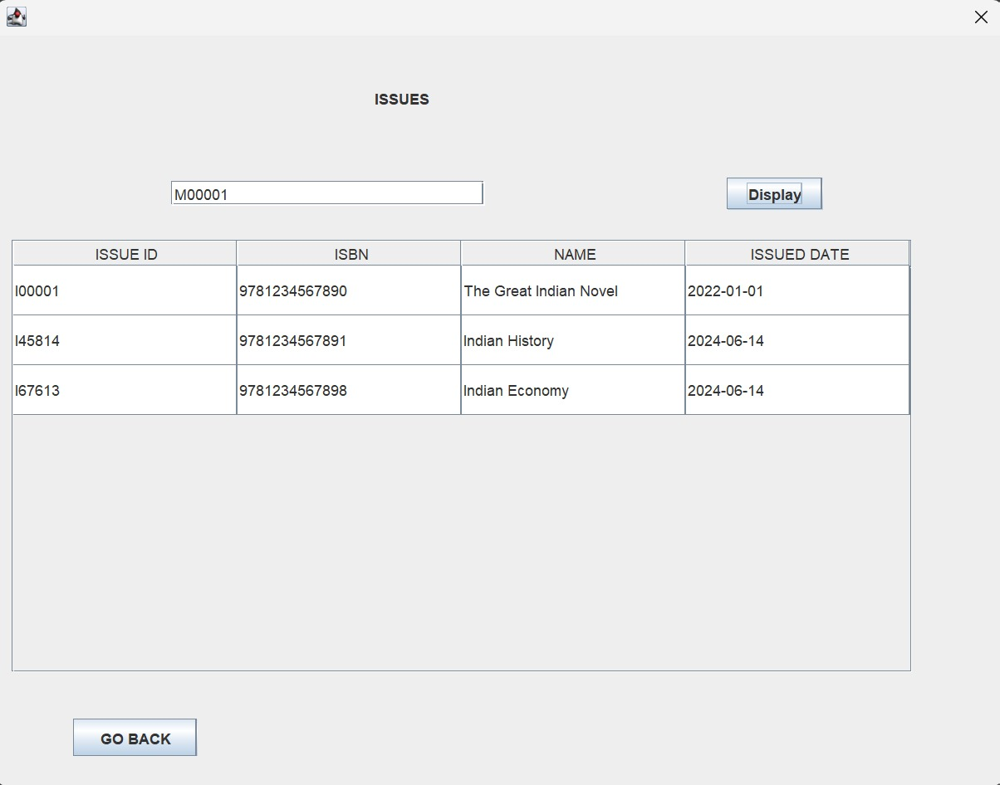 ISSUES
M00001
Display
ISSUE ID ISBN NAME ISSUED DATE
I00001 9781234567890 The Great Indian Novel 2022-01-01
I45814 9781234567891 Indian History 2024-06-14
I67613 9781234567898 Indian Economy 2024-06-14
GO BACK